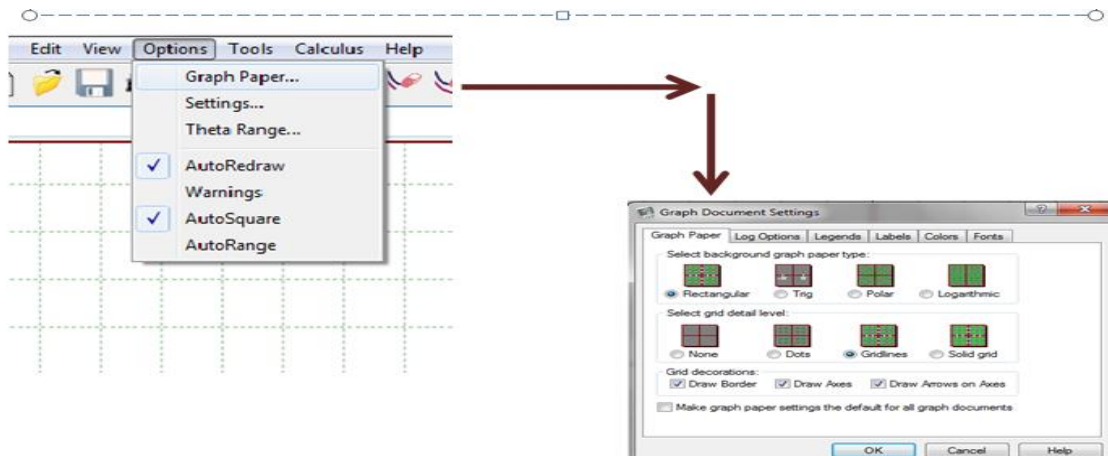 Edit View Options Tools Calculus Help
Graph Paper...
Settings...
Theta Range...
AutoRedraw
Warnings
AutoSquare
AutoRange
Graph Document Settings
Graph Paper Log Options Legends Labels Colors Fonts
Select background graph paper type:
Rectangular Trig Polar Logarithmic
Select grid detail level:
None Dots Gridlines Solid grid
Grid decorations:
Draw Border Draw Axes Draw Arrows on Axes
Make graph paper settings the default for all graph documents
OK Cancel Help